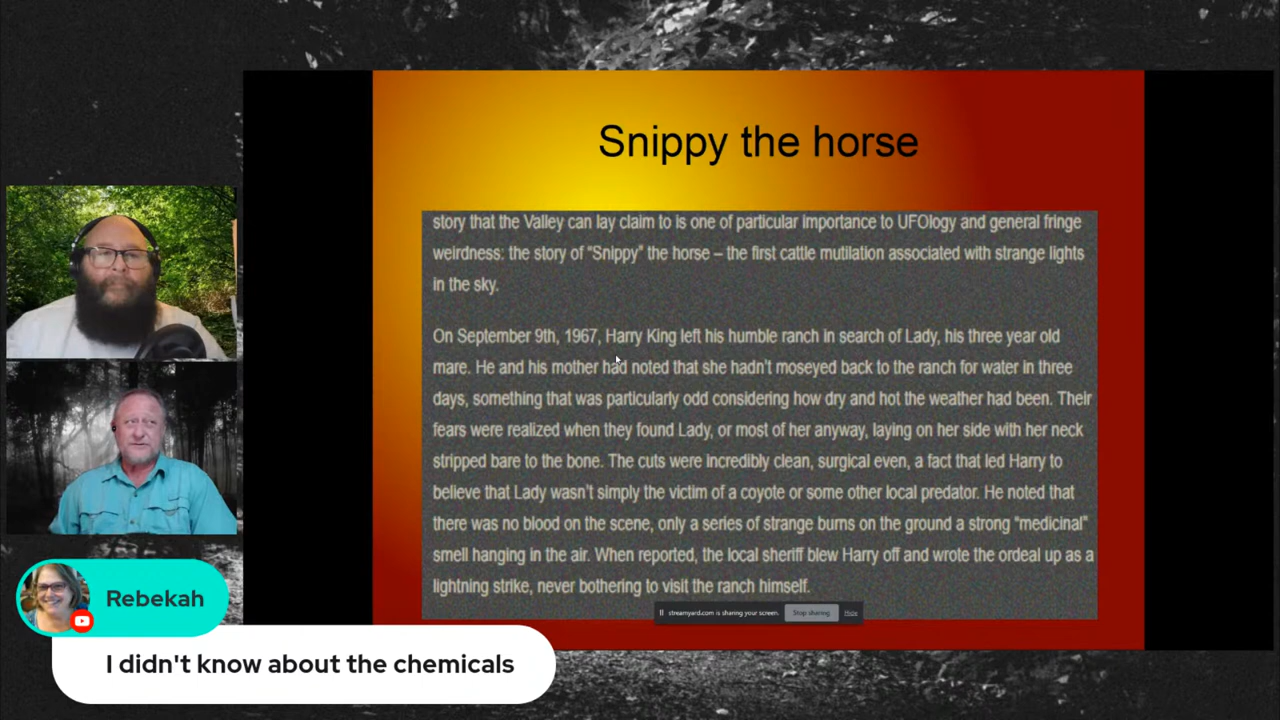 Snippy the horse
story that the Valley can lay claim to is one of particular importance to UFOlogy and general fringe
weirdness: the story of "Snippy" the horse – the first cattle mutilation associated with strange lights
in the sky.
On September 9th, 1967, Harry King left his humble ranch in search of Lady, his three year old
mare. He and his mother had noted that she hadn't moseyed back to the ranch for water in three
days, something that was particularly odd considering how dry and hot the weather had been. Their
fears were realized when they found Lady, or most of her anyway, laying on her side with her neck
stripped bare to the bone. The cuts were incredibly clean, surgical even, a fact that led Harry to
believe that Lady wasn't simply the victim of a coyote or some other local predator. He noted that
there was no blood on the scene, only a series of strange burns on the ground a strong "medicinal"
smell hanging in the air. When reported, the local sheriff blew Harry off and wrote the ordeal up as a
lightning strike, never bothering to visit the ranch himself.
streamyard.com is sharing your screen. Stop sharing Hide
Rebekah
I didn't know about the chemicals